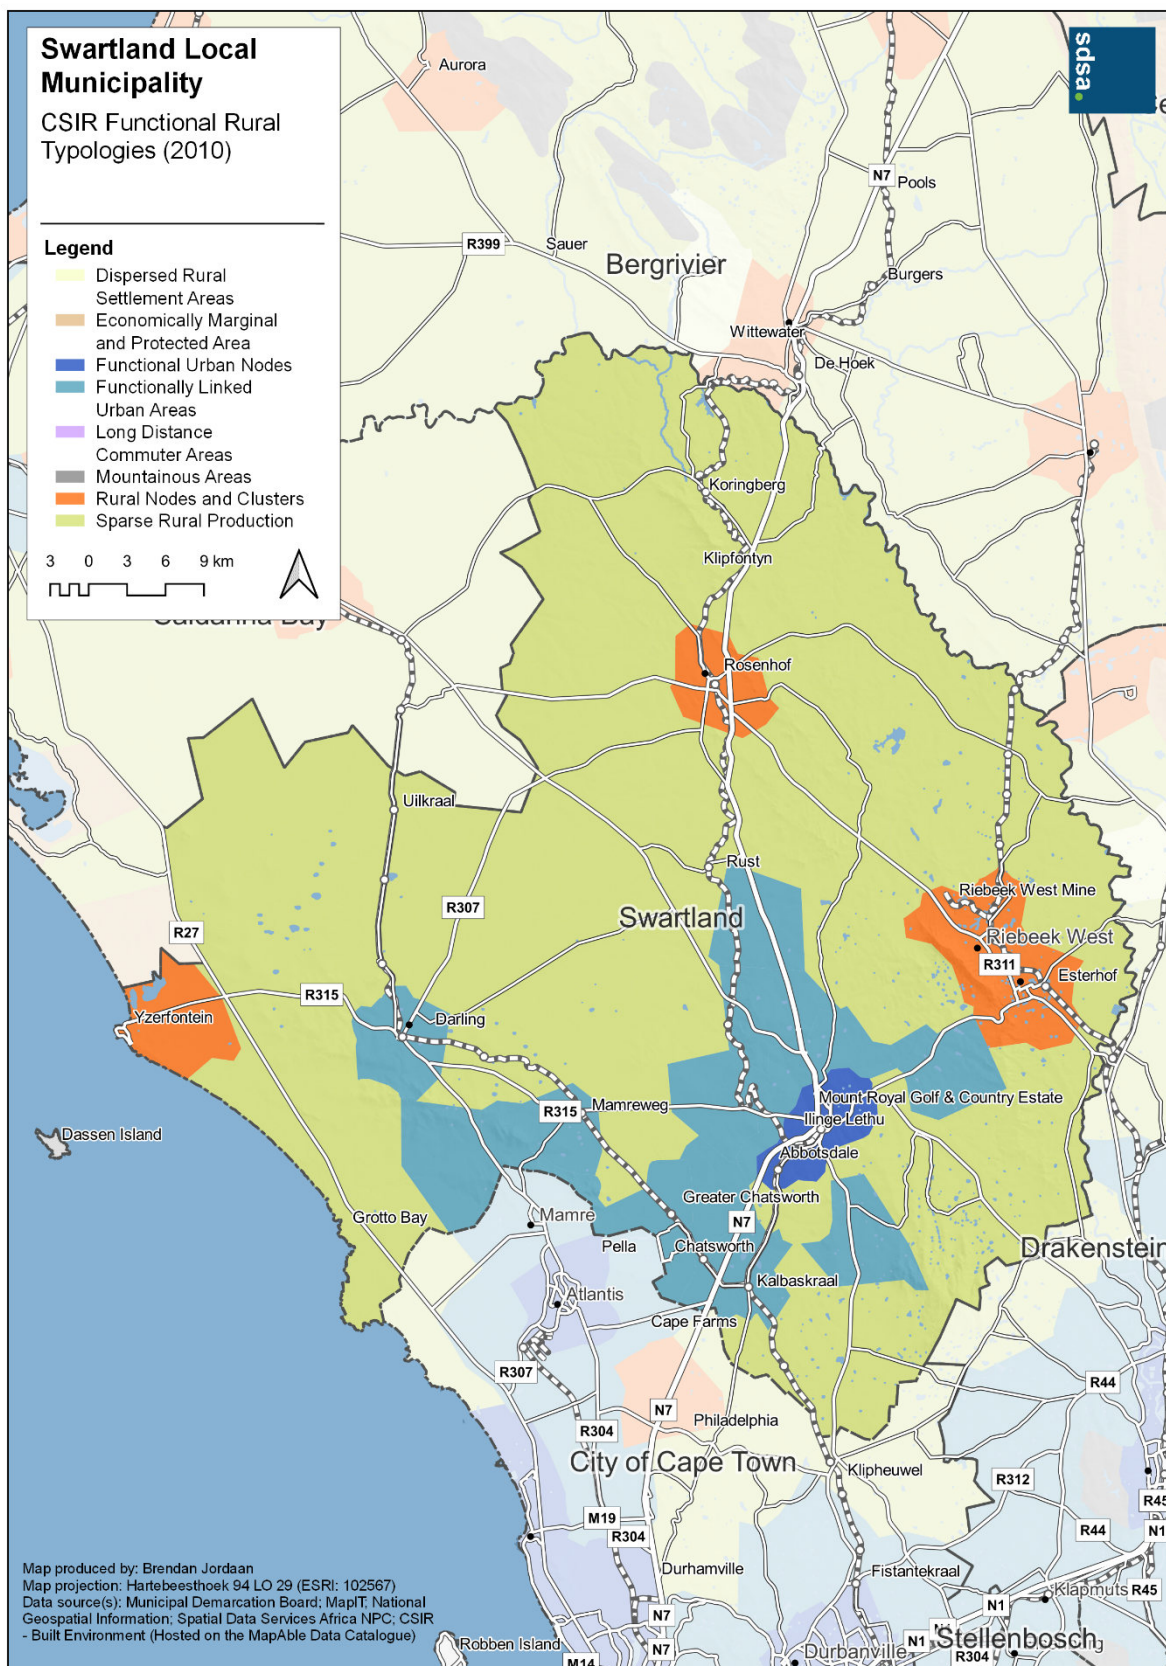 Swartland Local
Municipality
CSIR Functional Rural
Typologies (2010)
Legend
Dispersed Rural
Settlement Areas
Economically Marginal
and Protected Area
Functional Urban Nodes
Functionally Linked
Urban Areas
Long Distance
Commuter Areas
Mountainous Areas
Rural Nodes and Clusters
Sparse Rural Production
3 0 3 6 9 km
sdsa.
Aurora
N7
Pools
R399
Sauer
Bergrivier
Burgers
Wittewater
De Hoek
Koringberg
Klipfontyn
Saldanha Bay
Rosenhof
Uilkraal
Rust
Riebeek West Mine
R307
Swartland
R27
Riebeek West
R311
Esterhof
R315
Yzerfontein
Darling
Mount Royal Golf & Country Estate
R315
Mamreweg
Ilinge Lethu
Dassen Island
Abbotsdale
Greater Chatsworth
Grotto Bay
Mamre
N7
Pella
Chatsworth
Drakenstein
Kalbaskraal
Atlantis
Cape Farms
R307
R44
N7
Philadelphia
R304
City of Cape Town
Klipheuwel
R312
R45
M19
R304
R44
N1
Durhamville
Fistantekraal
Klapmuts
R45
N7
N1
Robben Island
Stellenbosch
N7
Durbanville
N1
R304
M14
Map produced by: Brendan Jordaan
Map projection: Hartebeesthoek 94 LO 29 (ESRI: 102567)
Data source(s): Municipal Demarcation Board; MapIT; National
Geospatial Information; Spatial Data Services Africa NPC; CSIR
- Built Environment (Hosted on the MapAble Data Catalogue)